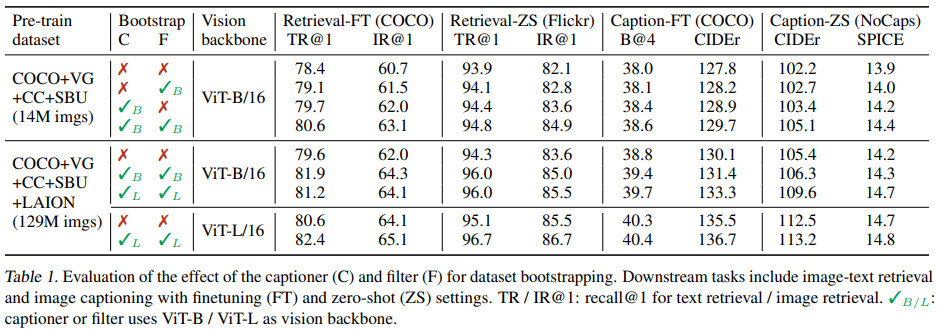 Pre-train dataset | Bootstrap C F | Vision backbone | Retrieval-FT (COCO) TR@1 IR@1 | Retrieval-ZS (Flickr) TR@1 IR@1 | Caption-FT (COCO) B@4 CIDEr | Caption-ZS (NoCaps) CIDEr SPICE
COCO+VG +CC+SBU (14M imgs) | ✗ ✗ | ViT-B/16 | 78.4 60.7 | 93.9 82.1 | 38.0 127.8 | 102.2 13.9
✗ ✓B | 79.1 61.5 | 94.1 82.8 | 38.1 128.2 | 102.7 14.0
✓B ✗ | 79.7 62.0 | 94.4 83.6 | 38.4 128.9 | 103.4 14.2
✓B ✓B | 80.6 63.1 | 94.8 84.9 | 38.6 129.7 | 105.1 14.4
COCO+VG +CC+SBU +LAION (129M imgs) | ✗ ✗ | ViT-B/16 | 79.6 62.0 | 94.3 83.6 | 38.8 130.1 | 105.4 14.2
✓B ✓B | 81.9 64.3 | 96.0 85.0 | 39.4 131.4 | 106.3 14.3
✓L ✓L | 81.2 64.1 | 96.0 85.5 | 39.7 133.3 | 109.6 14.7
✗ ✗ | ViT-L/16 | 80.6 64.1 | 95.1 85.5 | 40.3 135.5 | 112.5 14.7
✓L ✓L | 82.4 65.1 | 96.7 86.7 | 40.4 136.7 | 113.2 14.8
Table 1. Evaluation of the effect of the captioner (C) and filter (F) for dataset bootstrapping. Downstream tasks include image-text retrieval
and image captioning with finetuning (FT) and zero-shot (ZS) settings. TR / IR@1: recall@1 for text retrieval / image retrieval. ✓B/L:
captioner or filter uses ViT-B / ViT-L as vision backbone.